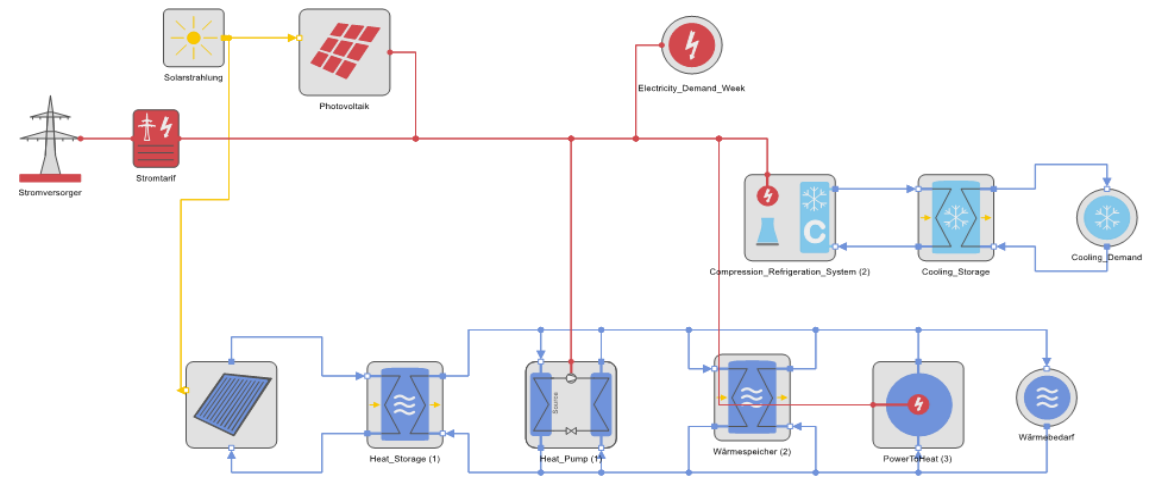 Solarstrahlung
Photovoltaik
Electricity_Demand_Week
Stromversorger
Stromtarif
C
Compression_Refrigeration_System (2)
Cooling_Storage
Cooling_Demand
Source
Heat_Storage (1)
Heat_Pump (1)
Wärmespeicher (2)
PowerToHeat (3)
Wärmebedarf